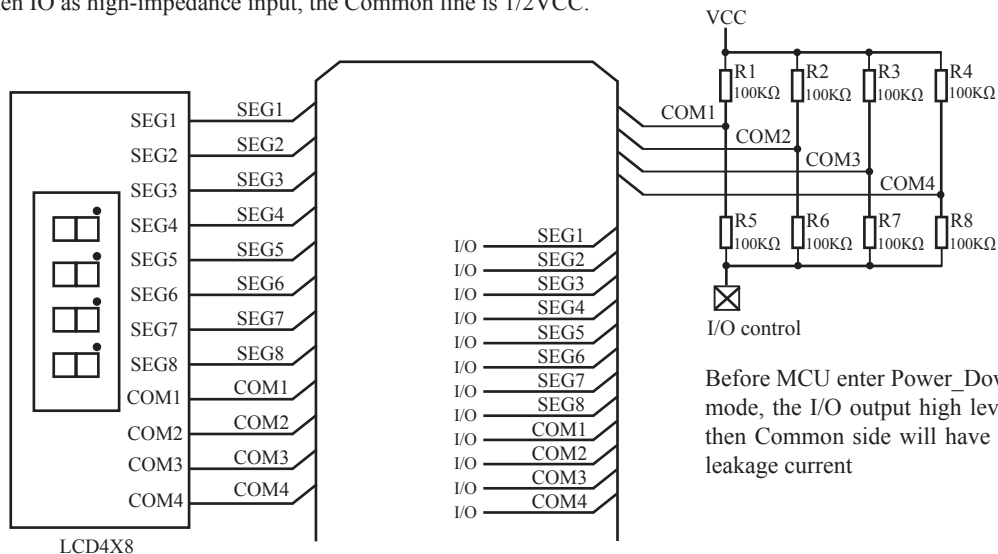 en IO as high-impedance input, the Common line is 1/2VCC.
VCC
R1
100KΩ
R2
100KΩ
R3
100KΩ
R4
100KΩ
COM1
COM2
COM3
COM4
R5
100KΩ
R6
100KΩ
R7
100KΩ
R8
100KΩ
I/O control
SEG1
SEG2
SEG3
SEG4
SEG5
SEG6
SEG7
SEG8
COM1
COM2
COM3
COM4
SEG1
SEG2
SEG3
SEG4
SEG5
SEG6
SEG7
SEG8
COM1
COM2
COM3
COM4
I/O SEG1
I/O SEG2
I/O SEG3
I/O SEG4
I/O SEG5
I/O SEG6
I/O SEG7
I/O SEG8
I/O COM1
I/O COM2
I/O COM3
I/O COM4
Before MCU enter Power_Dow
mode, the I/O output high lev
then Common side will have
leakage current
LCD4X8